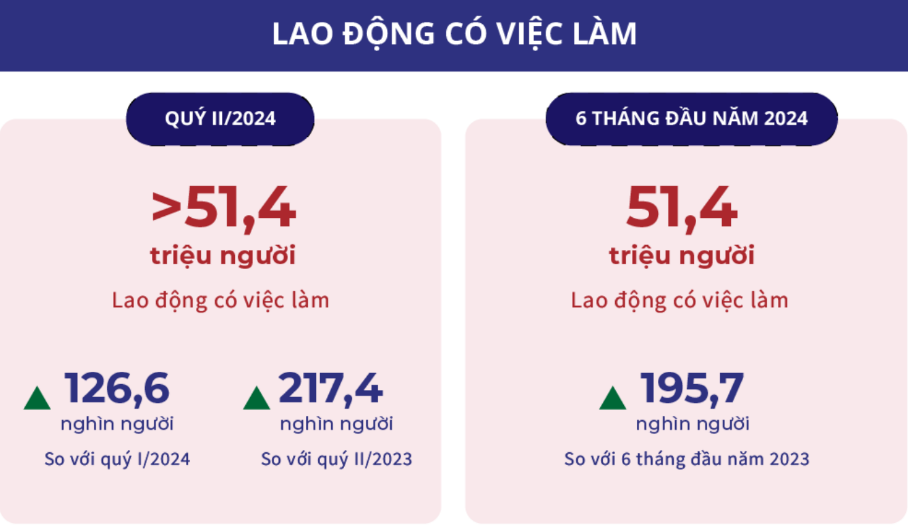 LAO ĐỘNG CÓ VIỆC LÀM
QUÝ II/2024
>51,4
triệu người
Lao động có việc làm
126,6
nghìn người
So với quý I/2024
217,4
nghìn người
So với quý II/2023
6 THÁNG ĐẦU NĂM 2024
51,4
triệu người
Lao động có việc làm
195,7
nghìn người
So với 6 tháng đầu năm 2023